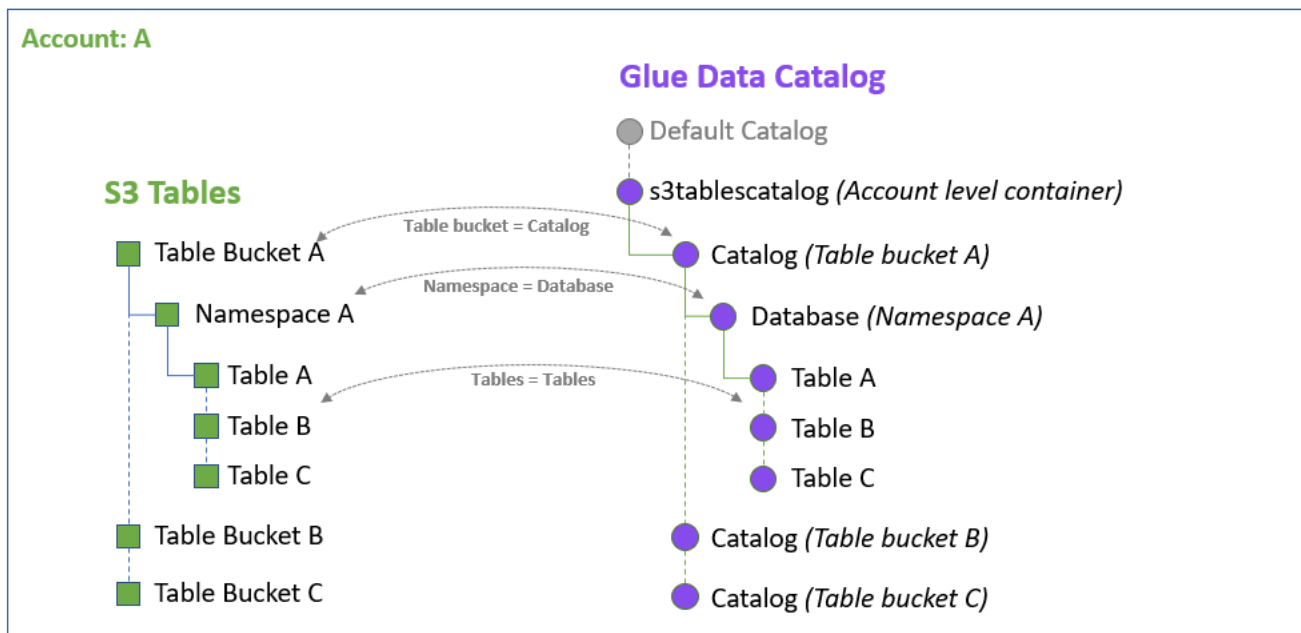 Account: A
Glue Data Catalog
Default Catalog
S3 Tables
s3tablescatalog (Account level container)
Table bucket = Catalog
Table Bucket A
Catalog (Table bucket A)
Namespace = Database
Namespace A
Database (Namespace A)
Table A
Tables = Tables
Table A
Table B
Table B
Table C
Table C
Table Bucket B
Catalog (Table bucket B)
Table Bucket C
Catalog (Table bucket C)